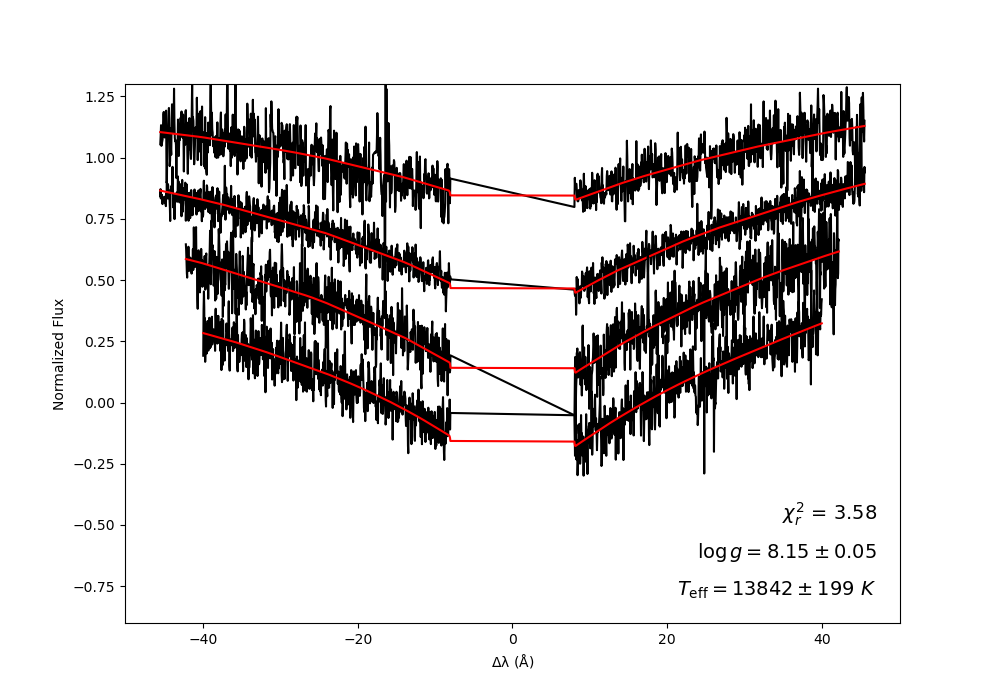 1.25
1.00
0.75
0.50
0.25
0.00
−0.25
−0.50
−0.75
Normalized Flux
χ²ᵣ = 3.58
log g = 8.15 ± 0.05
T_eff = 13842 ± 199 K
−40 −20 0 20 40
Δλ (Å)